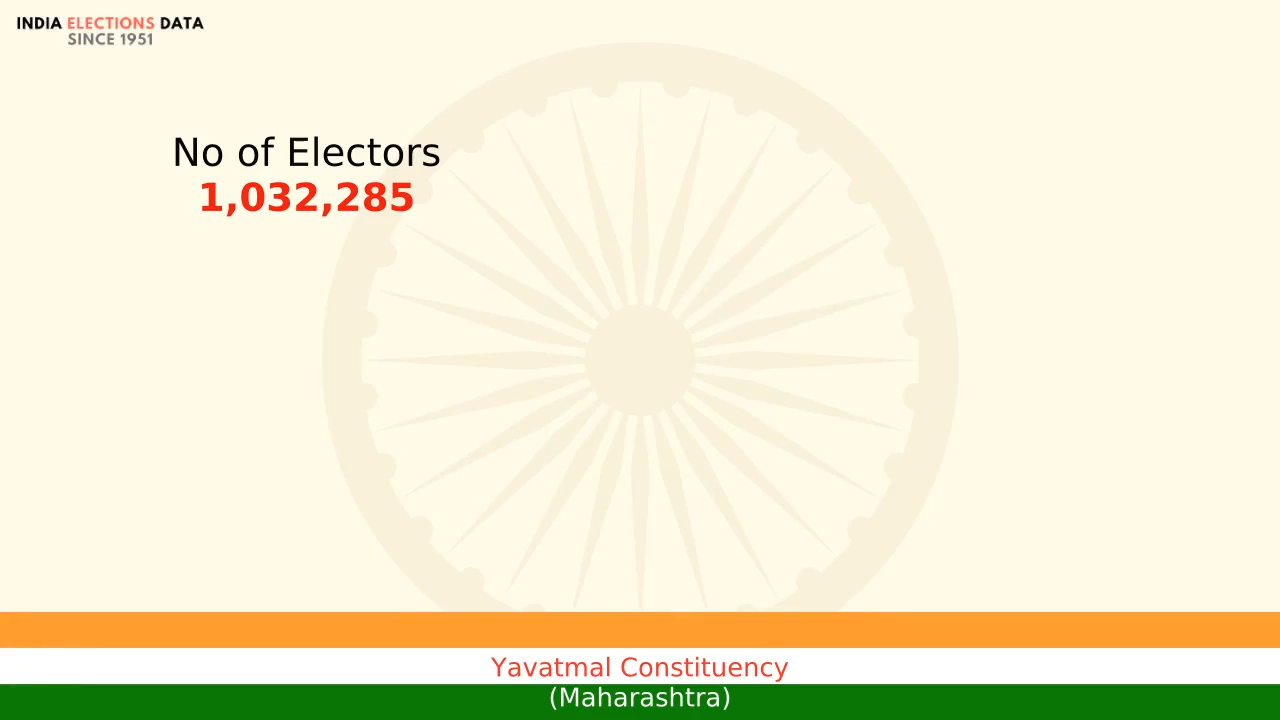 INDIA ELECTIONS DATA
SINCE 1951
No of Electors
1,032,285
Yavatmal Constituency
(Maharashtra)